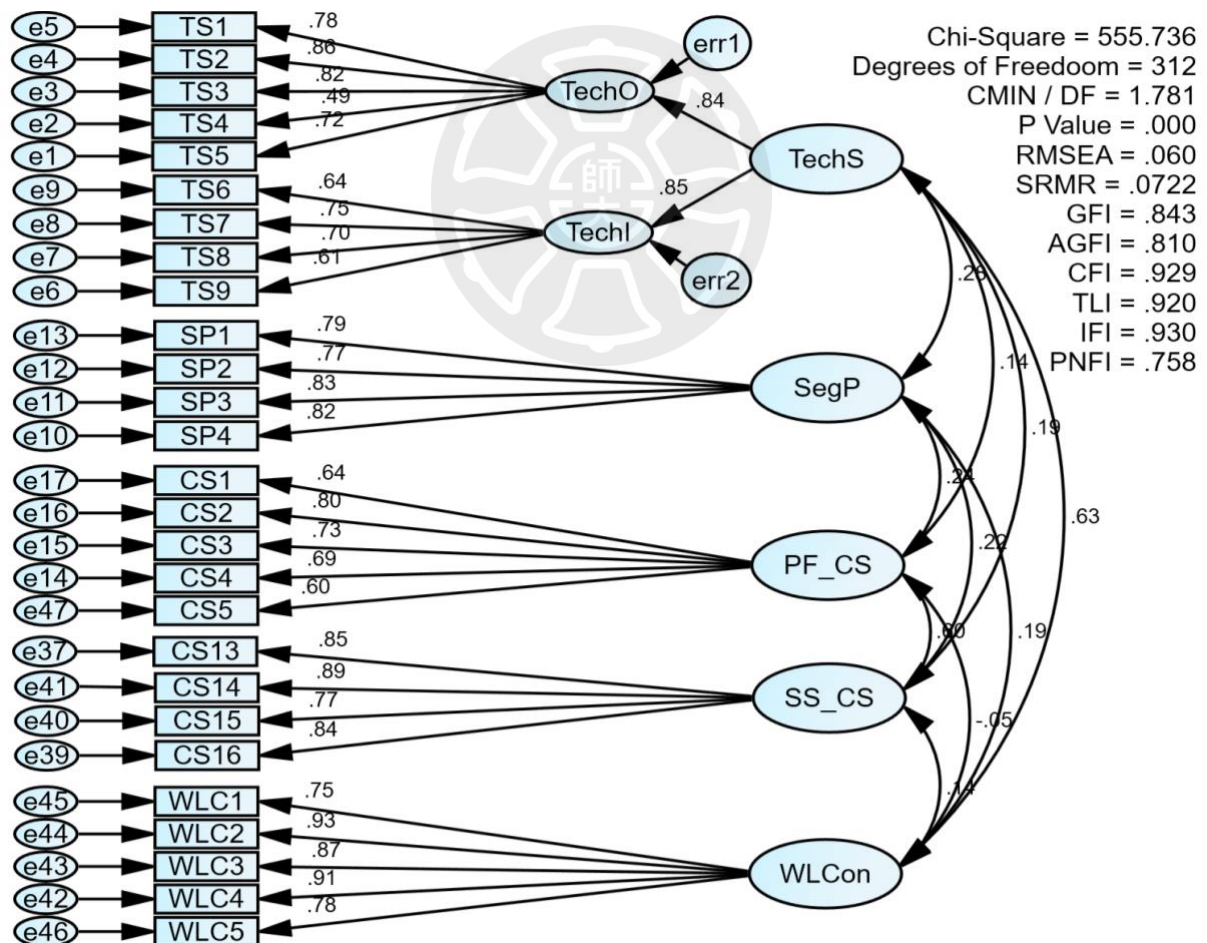 e5 TS1 .78
e4 TS2 .86
e3 TS3 .82
e2 TS4 .49
e1 TS5 .72
e9 TS6 .64
e8 TS7 .75
e7 TS8 .70
e6 TS9 .61
TechO
err1
.84
TechS
.85
TechI
err2
師大
Chi-Square = 555.736
Degrees of Freedoom = 312
CMIN / DF = 1.781
P Value = .000
RMSEA = .060
SRMR = .0722
GFI = .843
AGFI = .810
CFI = .929
TLI = .920
IFI = .930
PNFI = .758
e13 SP1 .79
e12 SP2 .77
e11 SP3 .83
e10 SP4 .82
SegP
.14
.19
.63
e17 CS1 .64
e16 CS2 .80
e15 CS3 .73
e14 CS4 .69
e47 CS5 .60
PF_CS
.24
.22
.19
e37 CS13 .85
e41 CS14 .89
e40 CS15 .77
e39 CS16 .84
SS_CS
-.05
.14
e45 WLC1 .75
e44 WLC2 .93
e43 WLC3 .87
e42 WLC4 .91
e46 WLC5 .78
WLCon